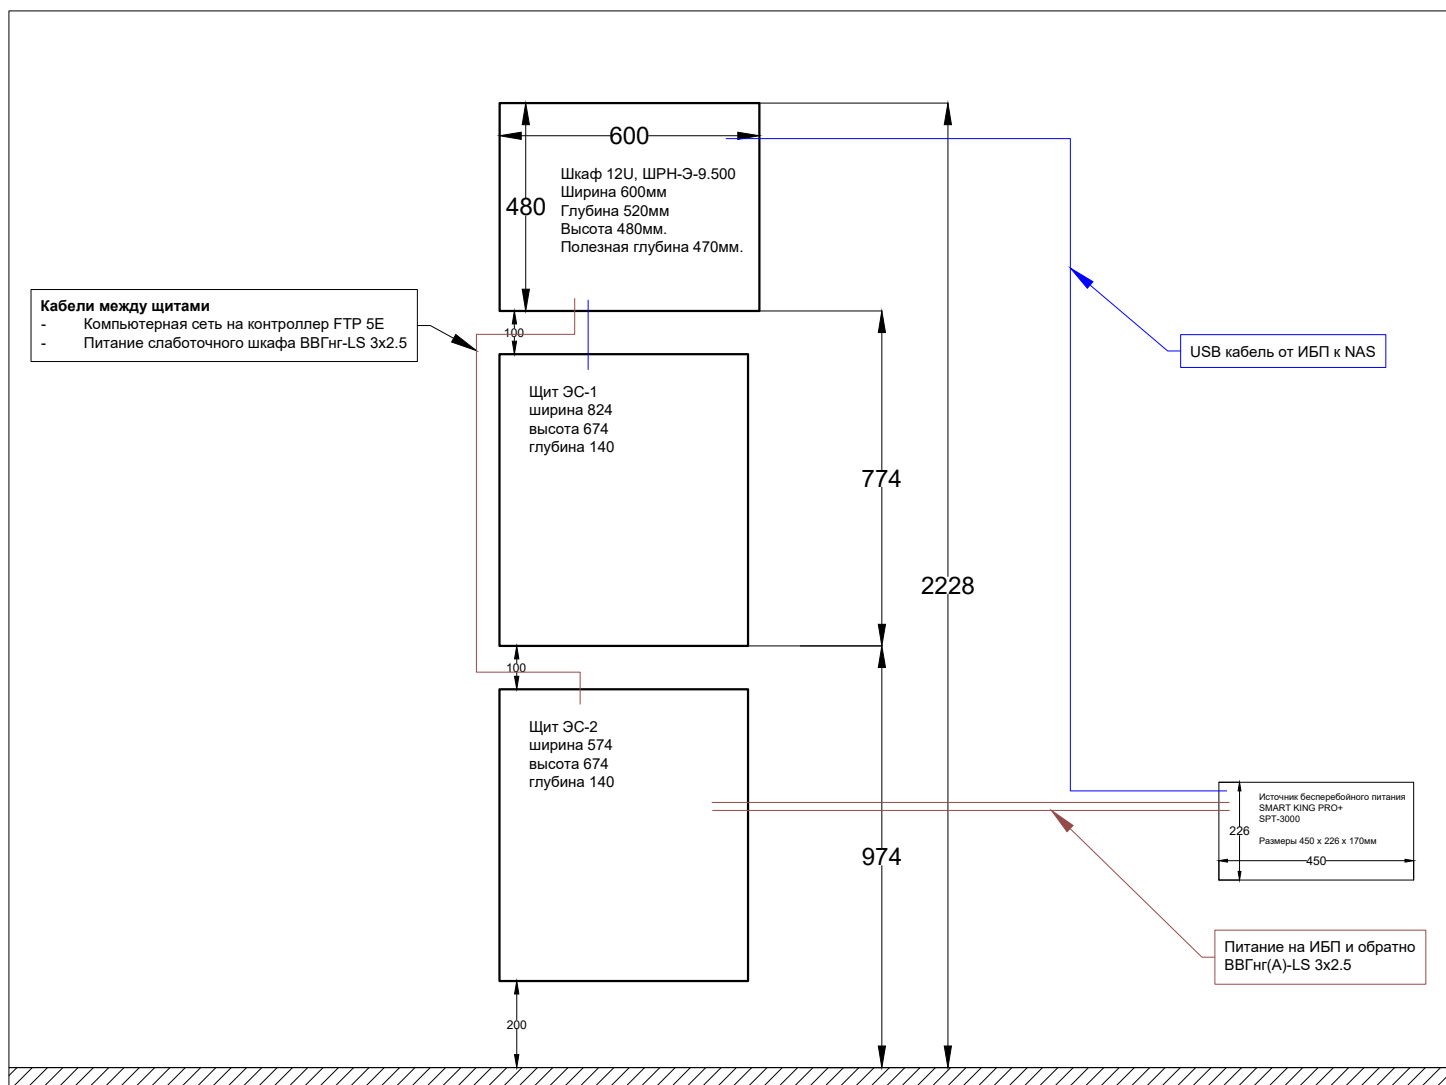 600
480
Шкаф 12U, ШРН-Э-9.500
Ширина 600мм
Глубина 520мм
Высота 480мм.
Полезная глубина 470мм.
Кабели между щитами
- Компьютерная сеть на контроллер FTP 5E
- Питание слаботочного шкафа ВВГнг-LS 3x2.5
100
USB кабель от ИБП к NAS
Щит ЭС-1
ширина 824
высота 674
глубина 140
774
2228
100
Щит ЭС-2
ширина 574
высота 674
глубина 140
Источник бесперебойного питания
SMART KING PRO+
SPT-3000
Размеры 450 x 226 x 170мм
226
450
974
Питание на ИБП и обратно
ВВГнг(А)-LS 3x2.5
200